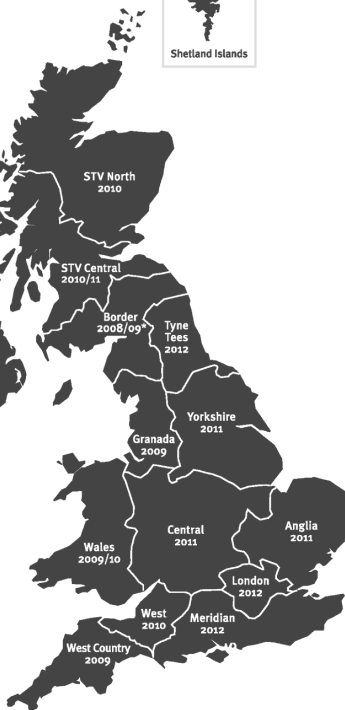 Shetland Islands
STV North
2010
STV Central
2010/11
Border
2008/09*
Tyne
Tees
2012
Yorkshire
2011
Granada
2009
Central
2011
Anglia
2011
Wales
2009/10
London
2012
West
2010
Meridian
2012
West Country
2009